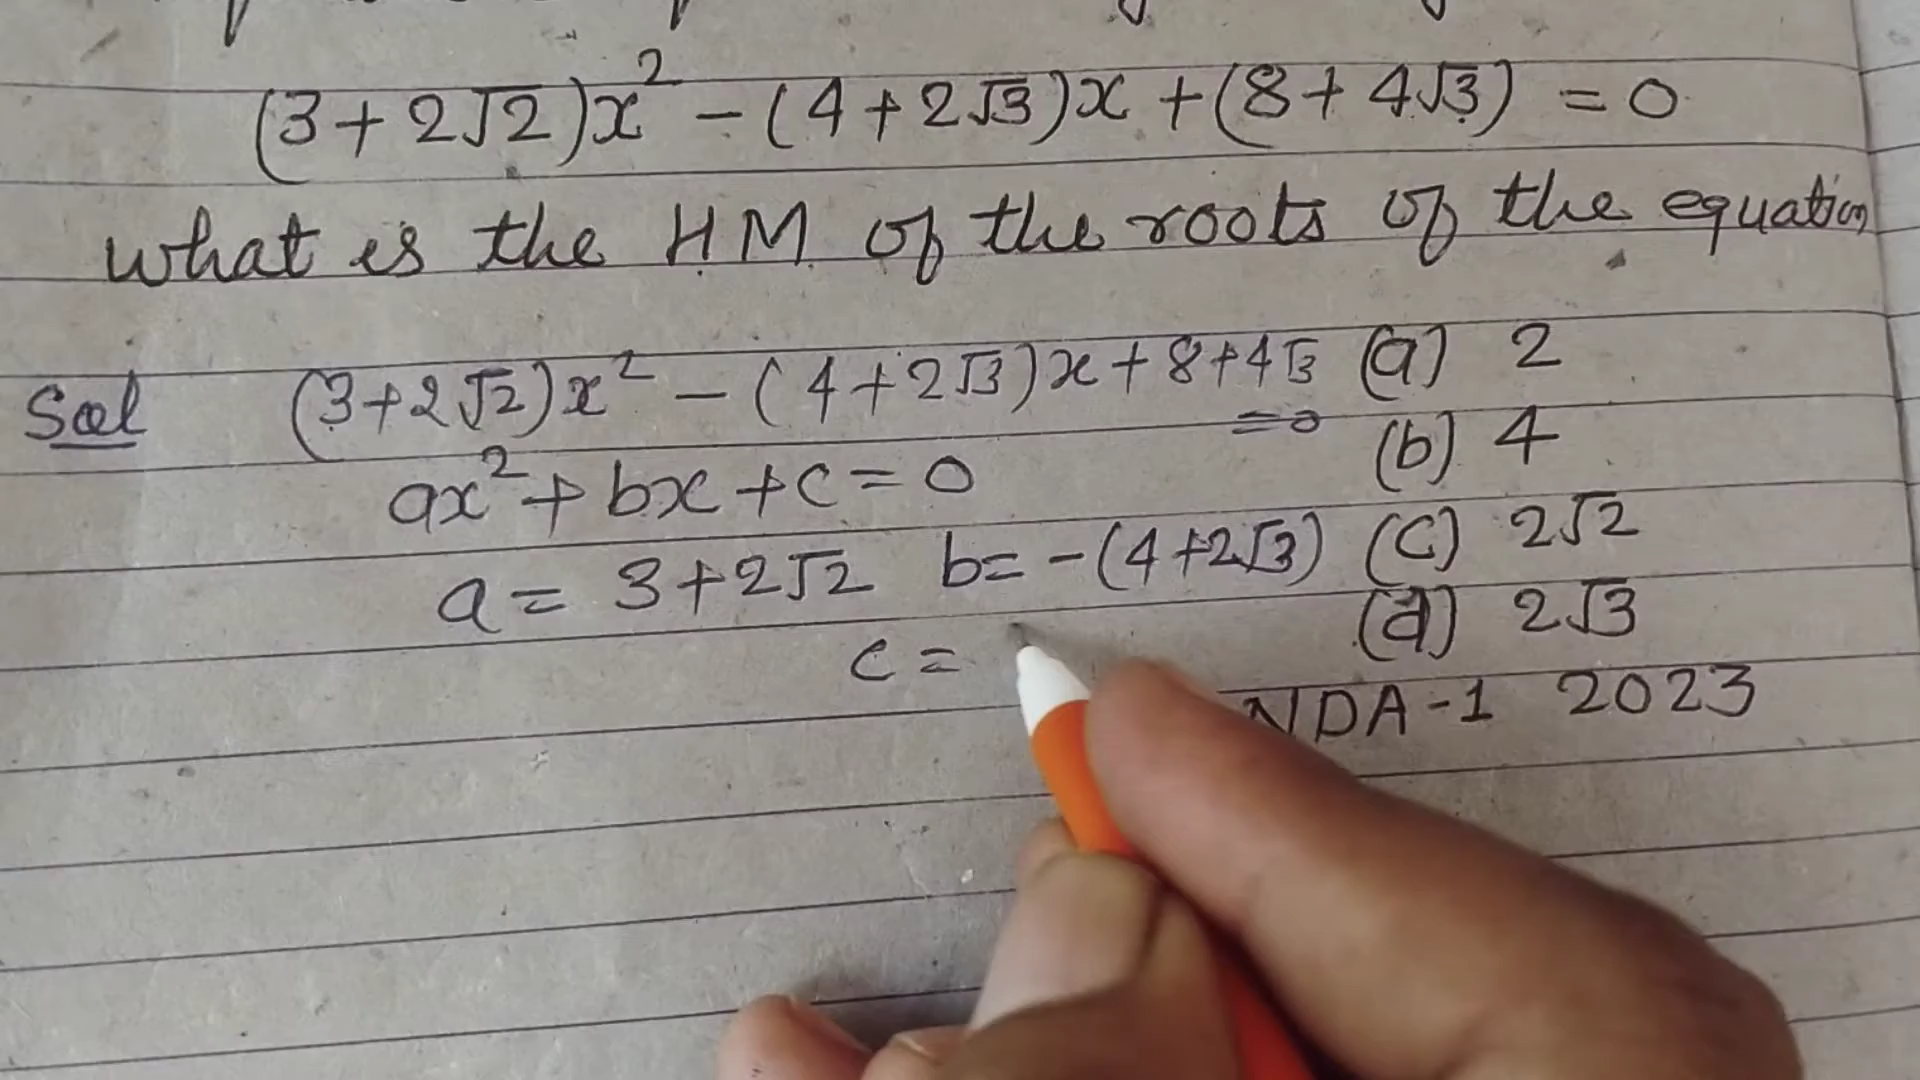 (3+2√2)x² - (4+2√3)x + (8+4√3) = 0
what is the HM of the roots of the equation
Sol (3+2√2)x² - (4+2√3)x + 8+4√3 = 0
(a) 2
ax² + bx + c = 0
(b) 4
a = 3+2√2 b = -(4+2√3)
(c) 2√2
c =
(d) 2√3
NDA-1 2023